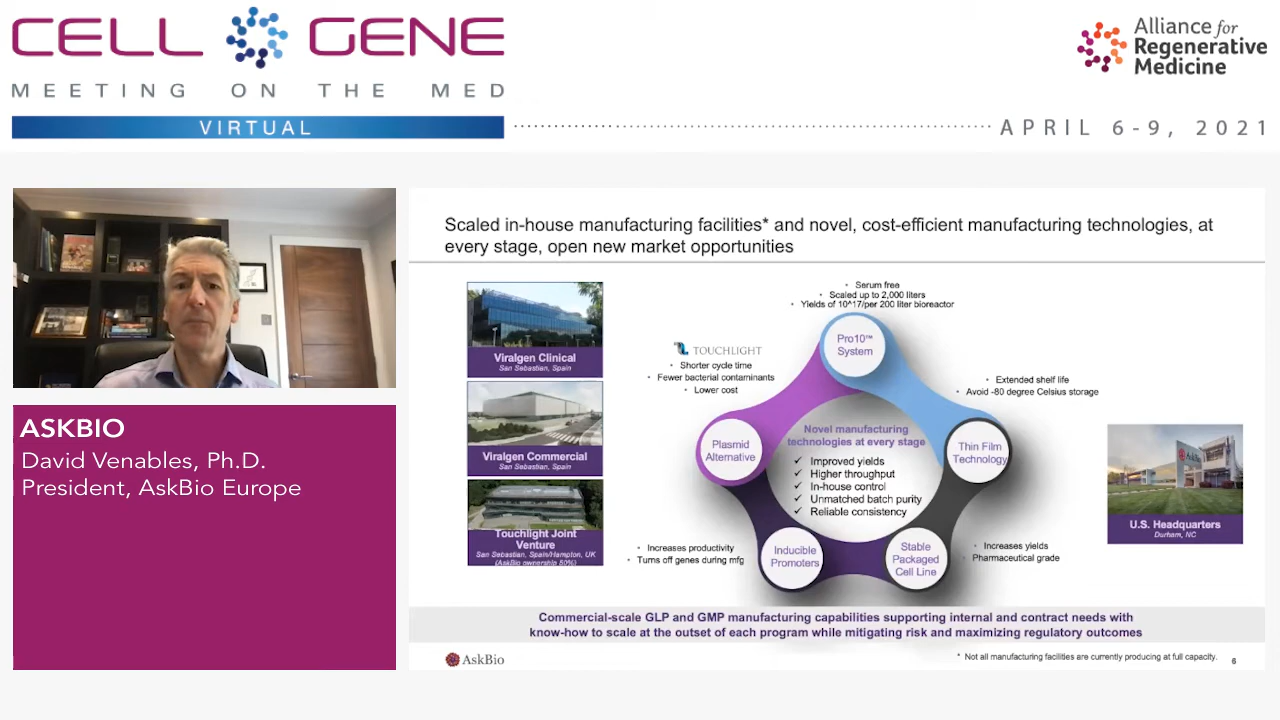 CELL GENE
MEETING ON THE MED
VIRTUAL
Alliance for
Regenerative
Medicine
APRIL 6-9, 2021
ASKBIO
David Venables, Ph.D.
President, AskBio Europe
Scaled in-house manufacturing facilities* and novel, cost-efficient manufacturing technologies, at
every stage, open new market opportunities
Viralgen Clinical
San Sebastian, Spain
Viralgen Commercial
San Sebastian, Spain
Touchlight Joint
Venture
San Sebastian, Spain/Hampton, UK
(AskBio ownership 50%)
• Serum free
• Scaled up to 2,000 liters
• Yields of 10^17/per 200 liter bioreactor
Pro10™
System
TOUCHLIGHT
• Shorter cycle time
• Fewer bacterial contaminants
• Lower cost
• Extended shelf life
• Avoid -80 degree Celsius storage
Plasmid
Alternative
Thin Film
Technology
Novel manufacturing
technologies at every stage
✓ Improved yields
✓ Higher throughput
✓ In-house control
✓ Unmatched batch purity
✓ Reliable consistency
• Increases productivity
• Turns off genes during mfg
Inducible
Promoters
Stable
Packaged
Cell Line
• Increases yields
• Pharmaceutical grade
U.S. Headquarters
Durham, NC
Commercial-scale GLP and GMP manufacturing capabilities supporting internal and contract needs with
know-how to scale at the outset of each program while mitigating risk and maximizing regulatory outcomes
AskBio
* Not all manufacturing facilities are currently producing at full capacity.
6